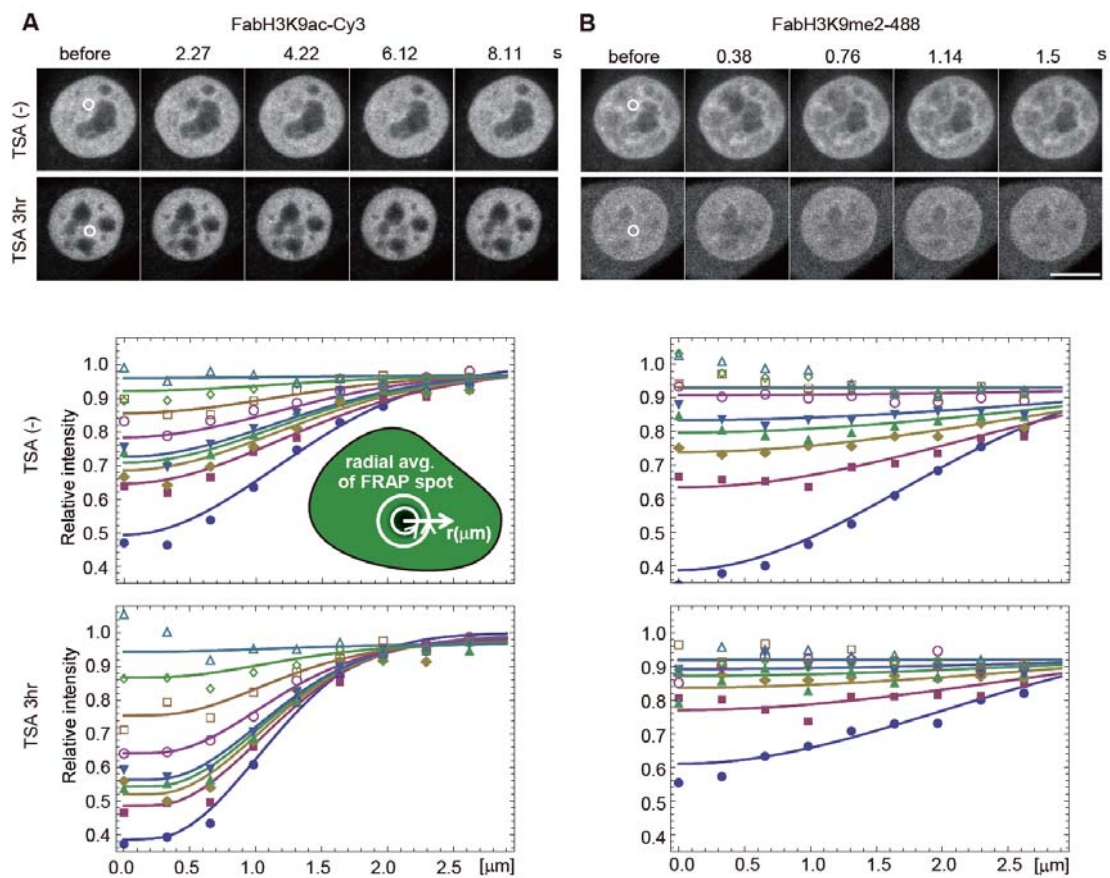 A
FabH3K9ac-Cy3
before 2.27 4.22 6.12 8.11 s
TSA (-)
TSA 3hr
B
FabH3K9me2-488
before 0.38 0.76 1.14 1.5 s
TSA (-)
Relative intensity
1.0
0.9
0.8
0.7
0.6
0.5
0.4
radial avg.
of FRAP spot
r(μm)
1.0
0.9
0.8
0.7
0.6
0.5
0.4
TSA 3hr
Relative intensity
1.0
0.9
0.8
0.7
0.6
0.5
0.4
0.0 0.5 1.0 1.5 2.0 2.5 [μm]
1.0
0.9
0.8
0.7
0.6
0.5
0.4
0.0 0.5 1.0 1.5 2.0 2.5 [μm]